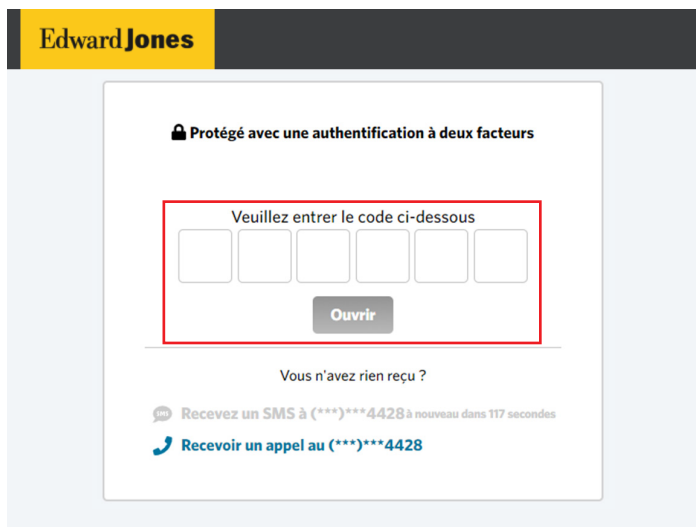 Edward Jones
Protégé avec une authentification à deux facteurs
Veuillez entrer le code ci-dessous
Ouvrir
Vous n'avez rien reçu ?
SMS Recevez un SMS à (***)***4428 à nouveau dans 117 secondes
Recevoir un appel au (***)***4428